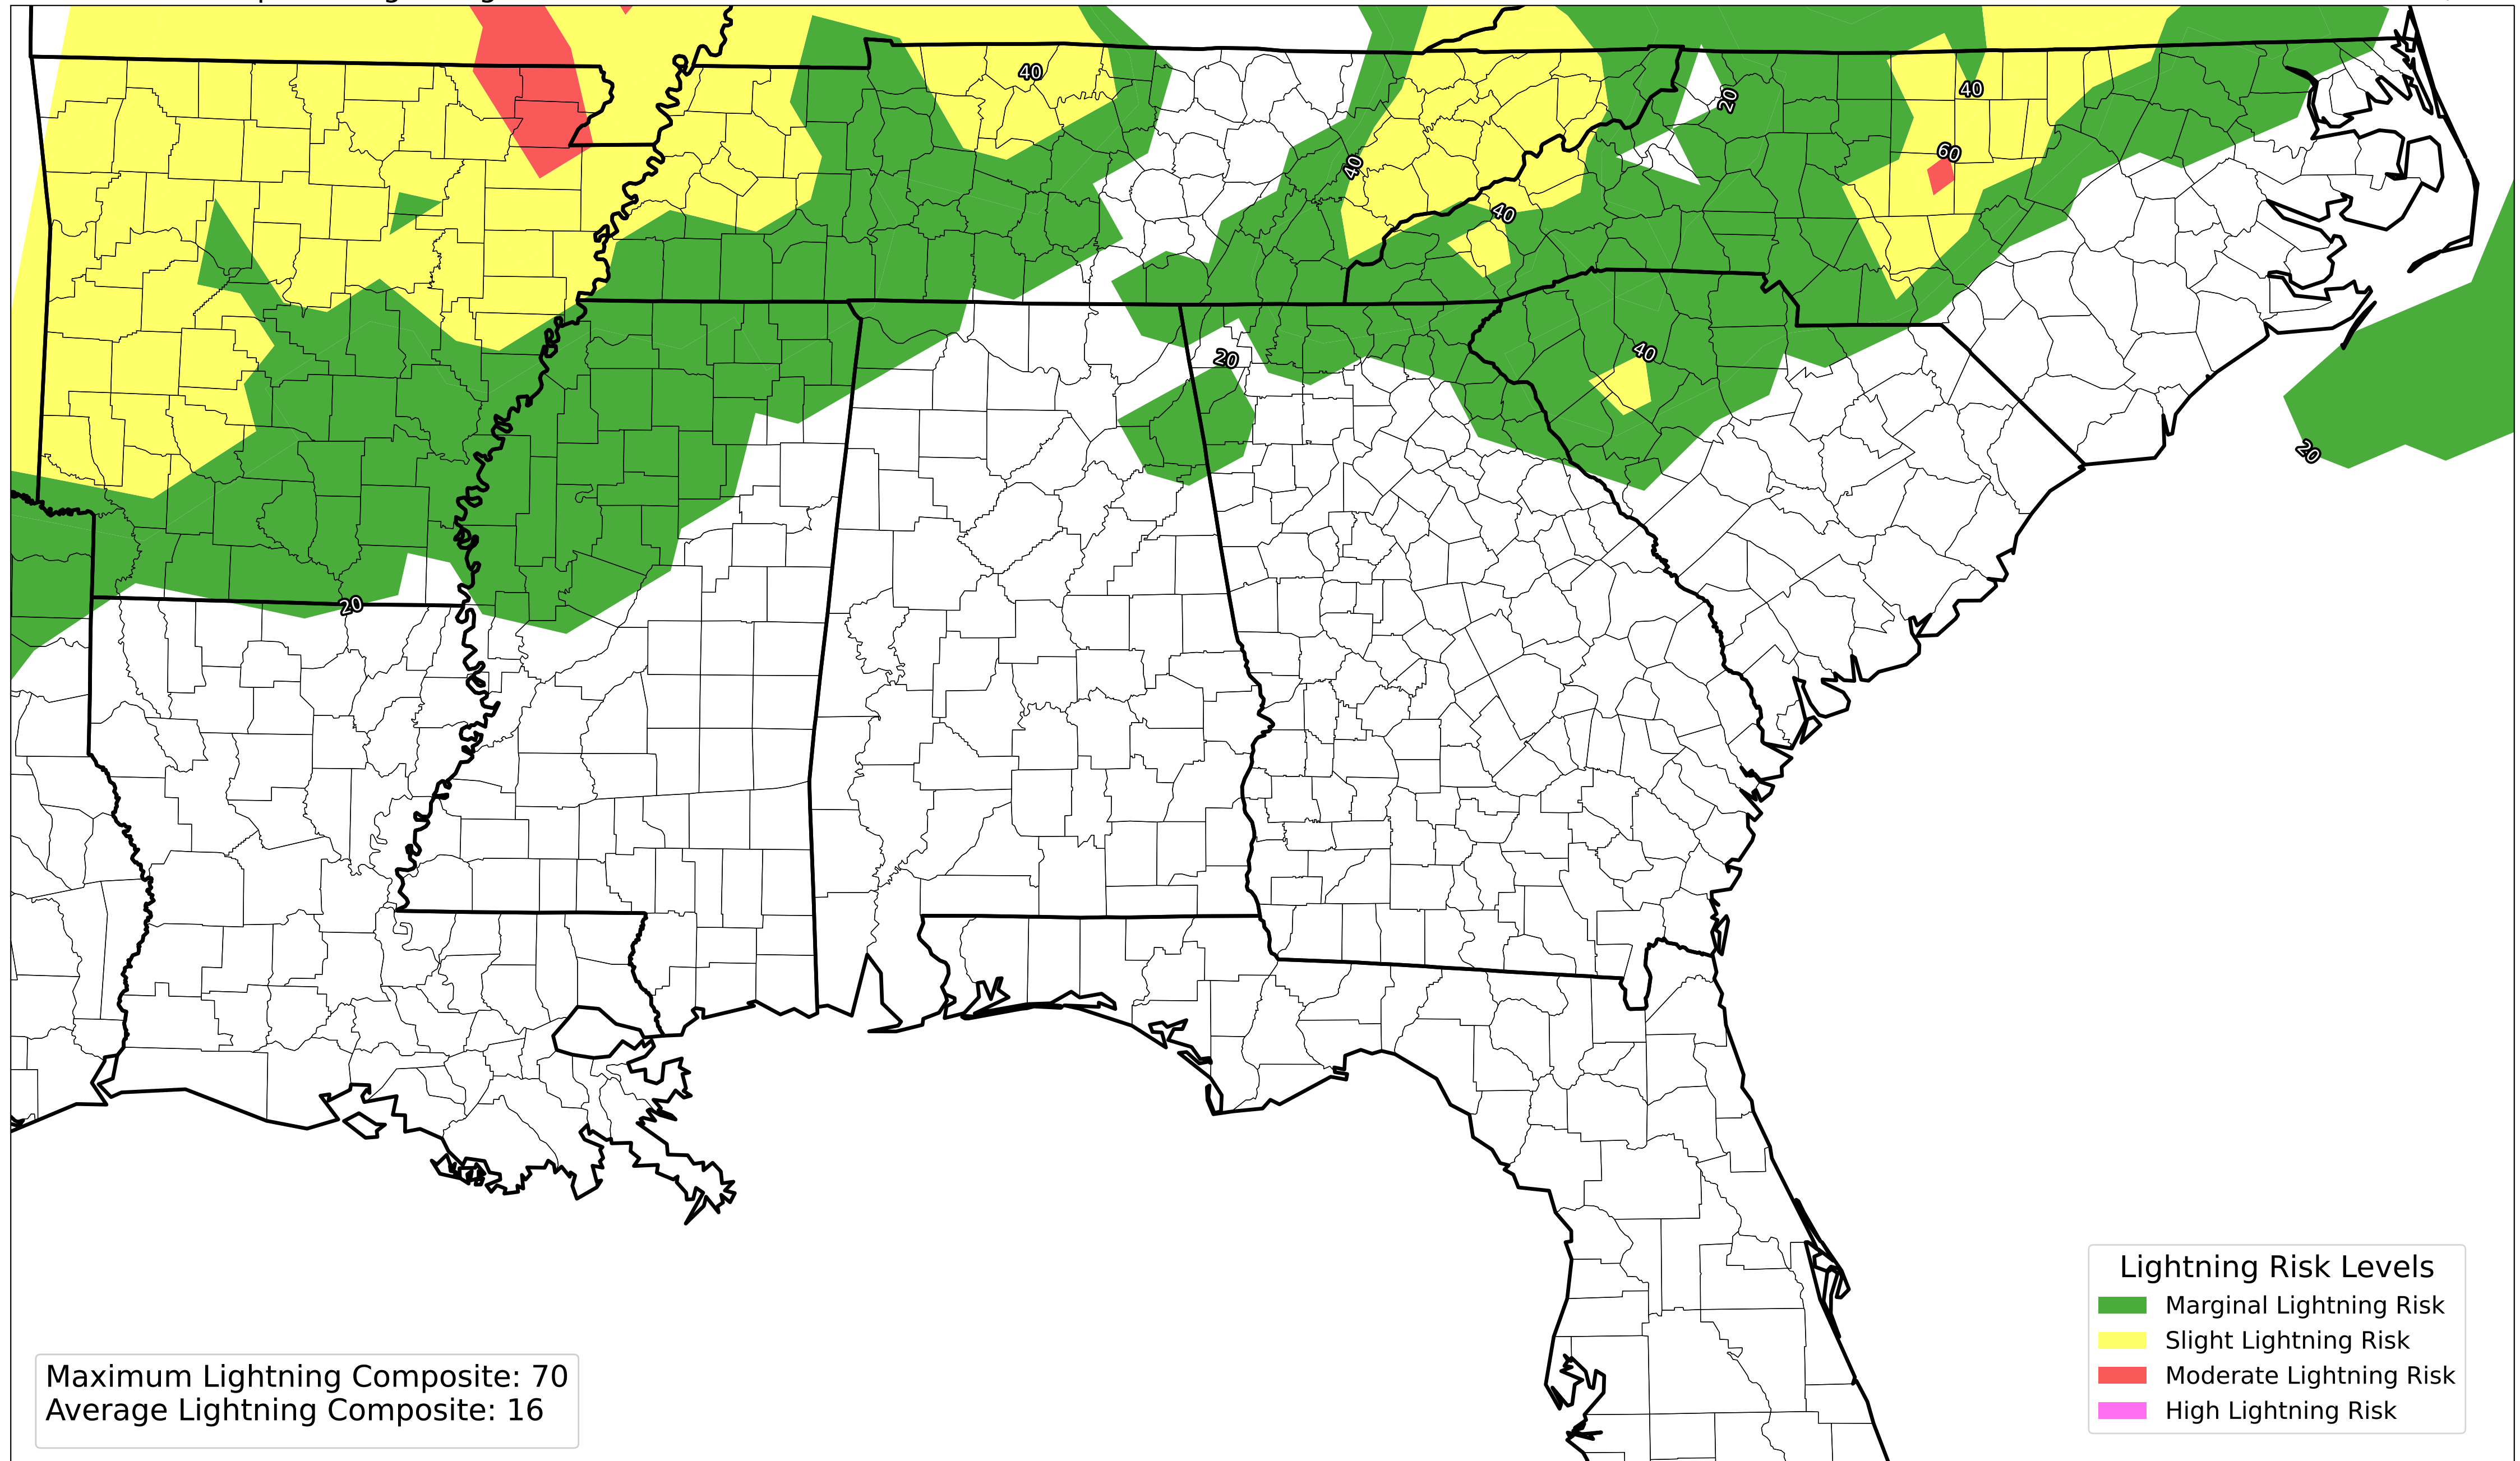 40
20
40
60
40
40
20
40
20
20
Lightning Risk Levels
Marginal Lightning Risk
Slight Lightning Risk
Moderate Lightning Risk
High Lightning Risk
Maximum Lightning Composite: 70
Average Lightning Composite: 16